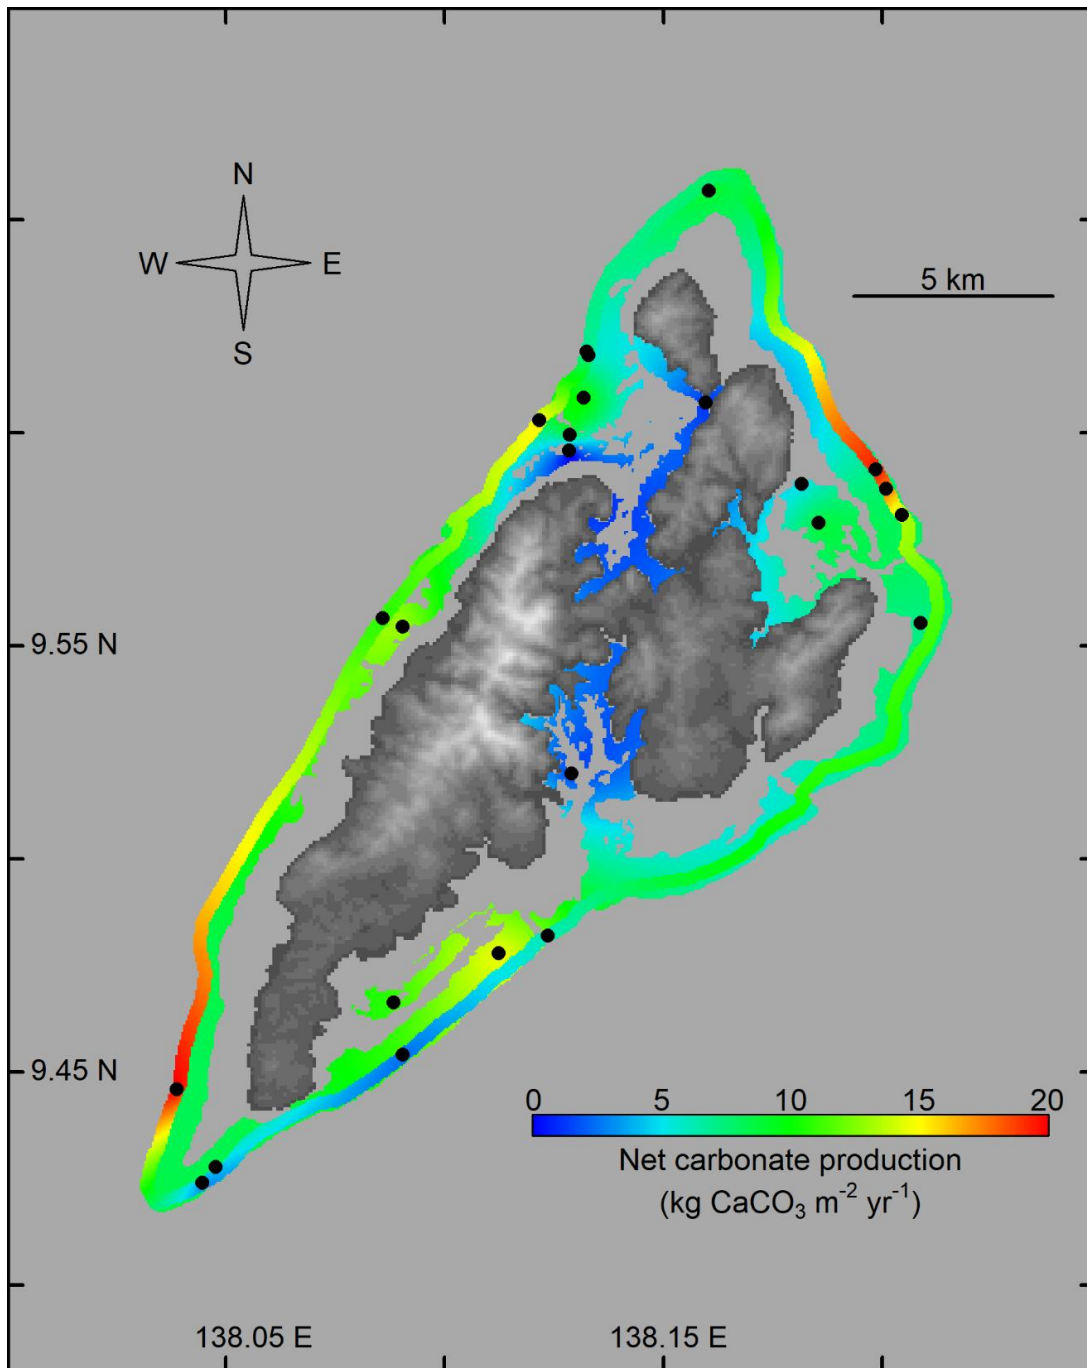 N
W E
S
5 km
9.55 N
9.45 N
0 5 10 15 20
Net carbonate production
(kg CaCO₃ m⁻² yr⁻¹)
138.05 E 138.15 E